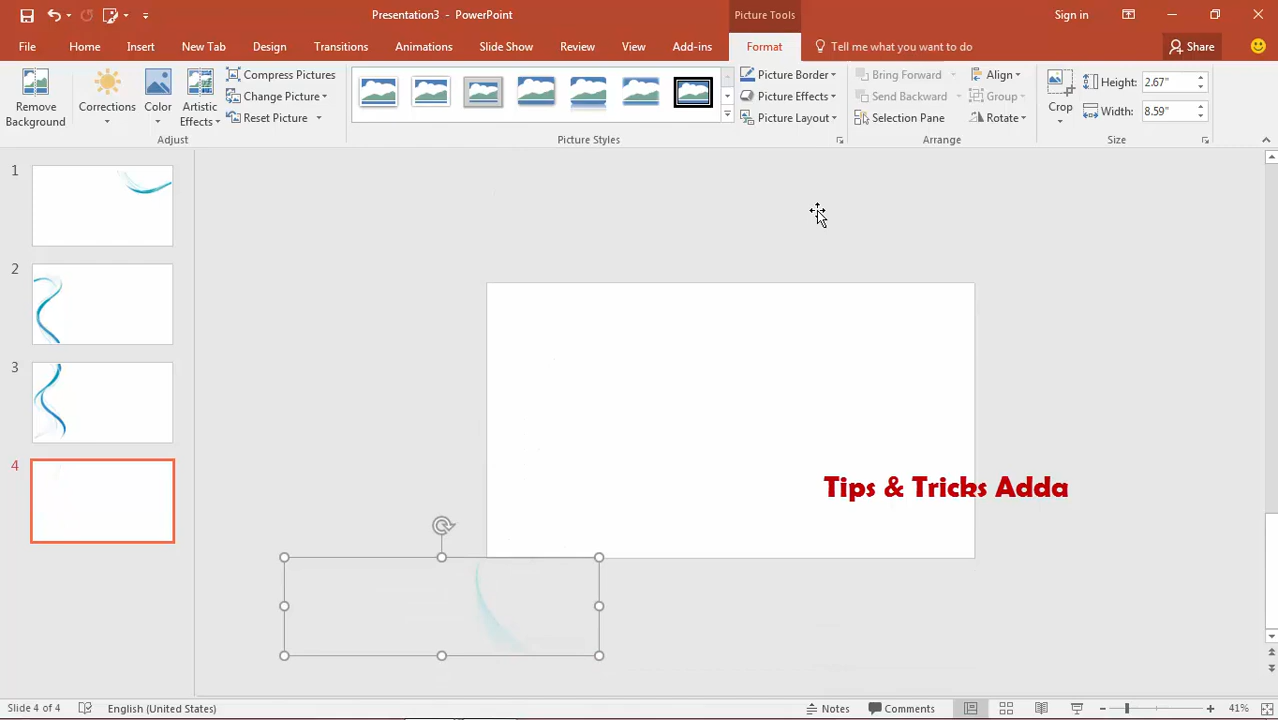 Presentation3 - PowerPoint
Picture Tools
Sign in
File
Home
Insert
New Tab
Design
Transitions
Animations
Slide Show
Review
View
Add-ins
Format
Tell me what you want to do
Share
Remove Background
Corrections
Color
Artistic Effects
Compress Pictures
Change Picture
Reset Picture
Adjust
Picture Styles
Picture Border
Picture Effects
Picture Layout
Bring Forward
Send Backward
Selection Pane
Align
Group
Rotate
Arrange
Crop
Height: 2.67"
Width: 8.59"
Size
1
2
3
4
Tips & Tricks Adda
Slide 4 of 4
English (United States)
Notes
Comments
41%